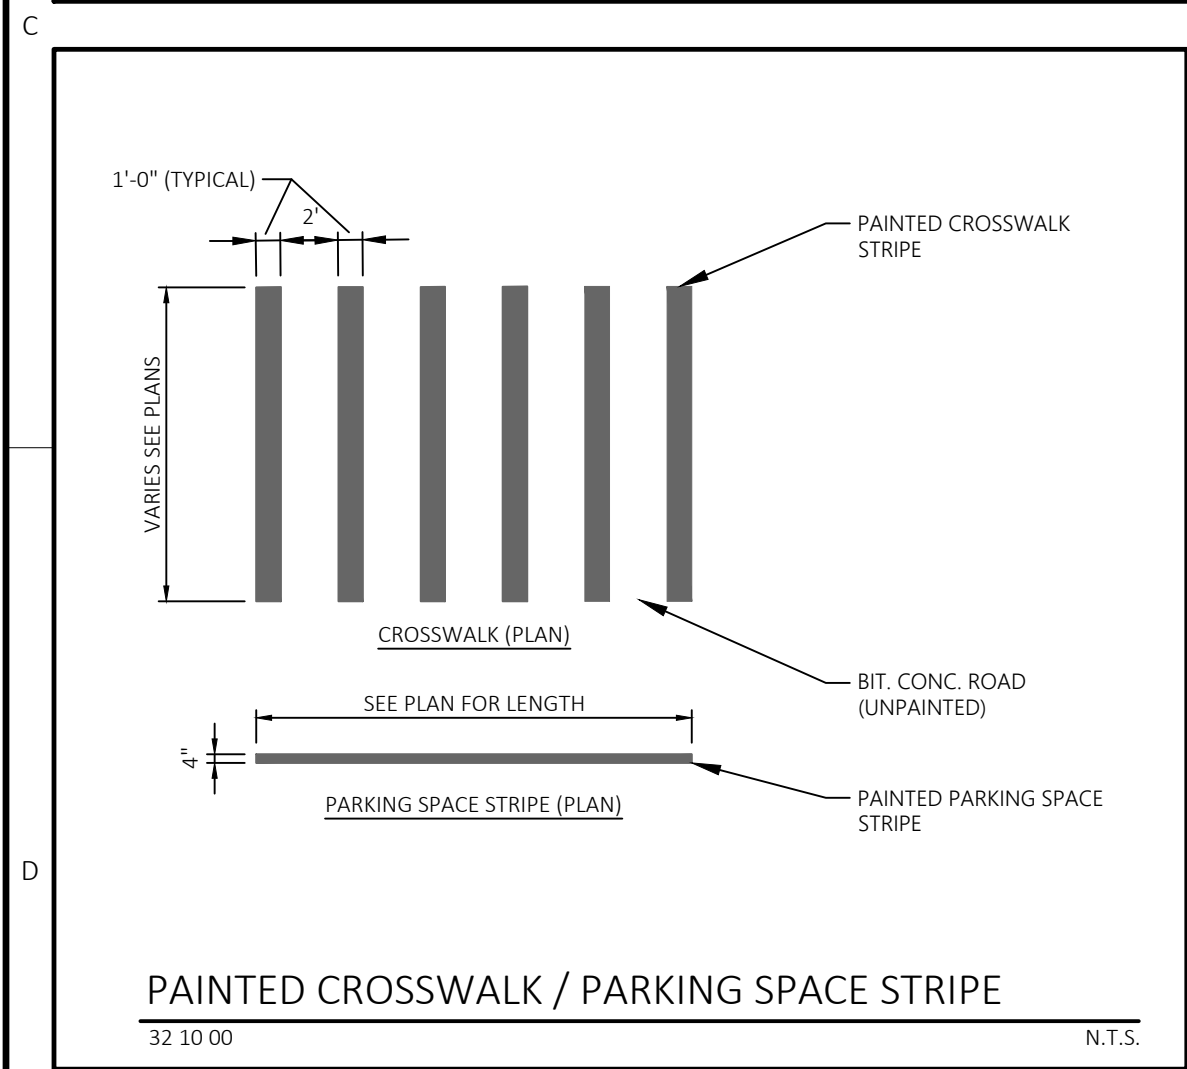 C
1'-0" (TYPICAL)
2'
PAINTED CROSSWALK
STRIPE
VARIES SEE PLANS
CROSSWALK (PLAN)
BIT. CONC. ROAD
(UNPAINTED)
SEE PLAN FOR LENGTH
4"
PARKING SPACE STRIPE (PLAN)
PAINTED PARKING SPACE
STRIPE
D
PAINTED CROSSWALK / PARKING SPACE STRIPE
32 10 00
N.T.S.